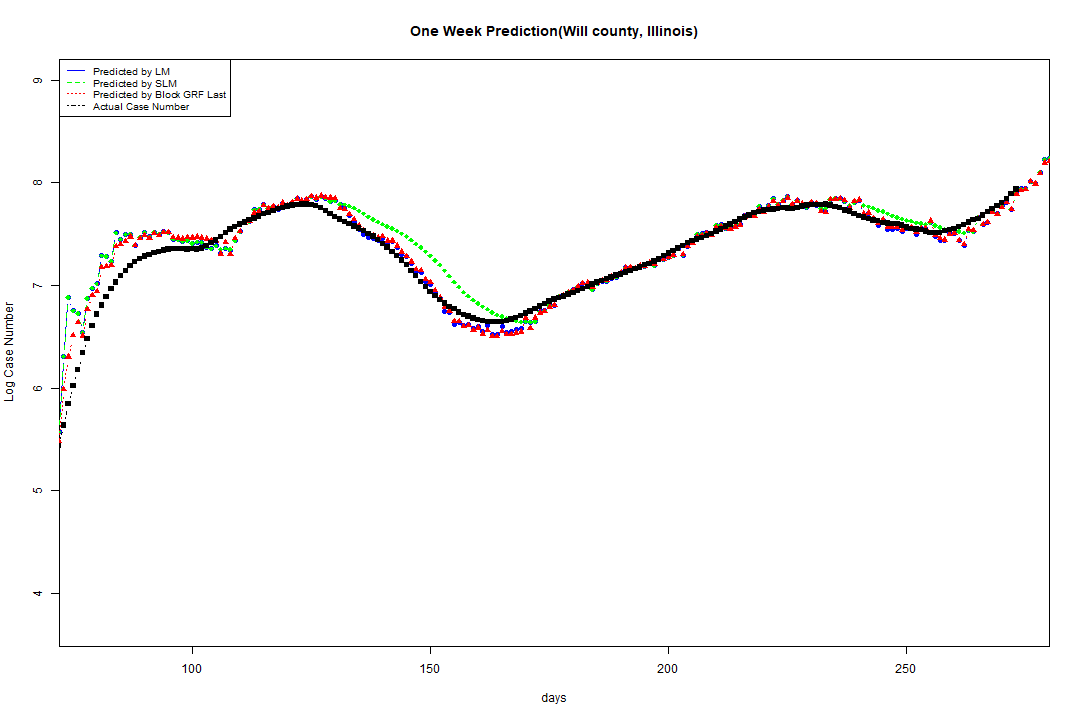 One Week Prediction(Will county, Illinois)
Predicted by LM
Predicted by SLM
Predicted by Block GRF Last
Actual Case Number
9
8
7
6
5
4
Log Case Number
100 150 200 250
days